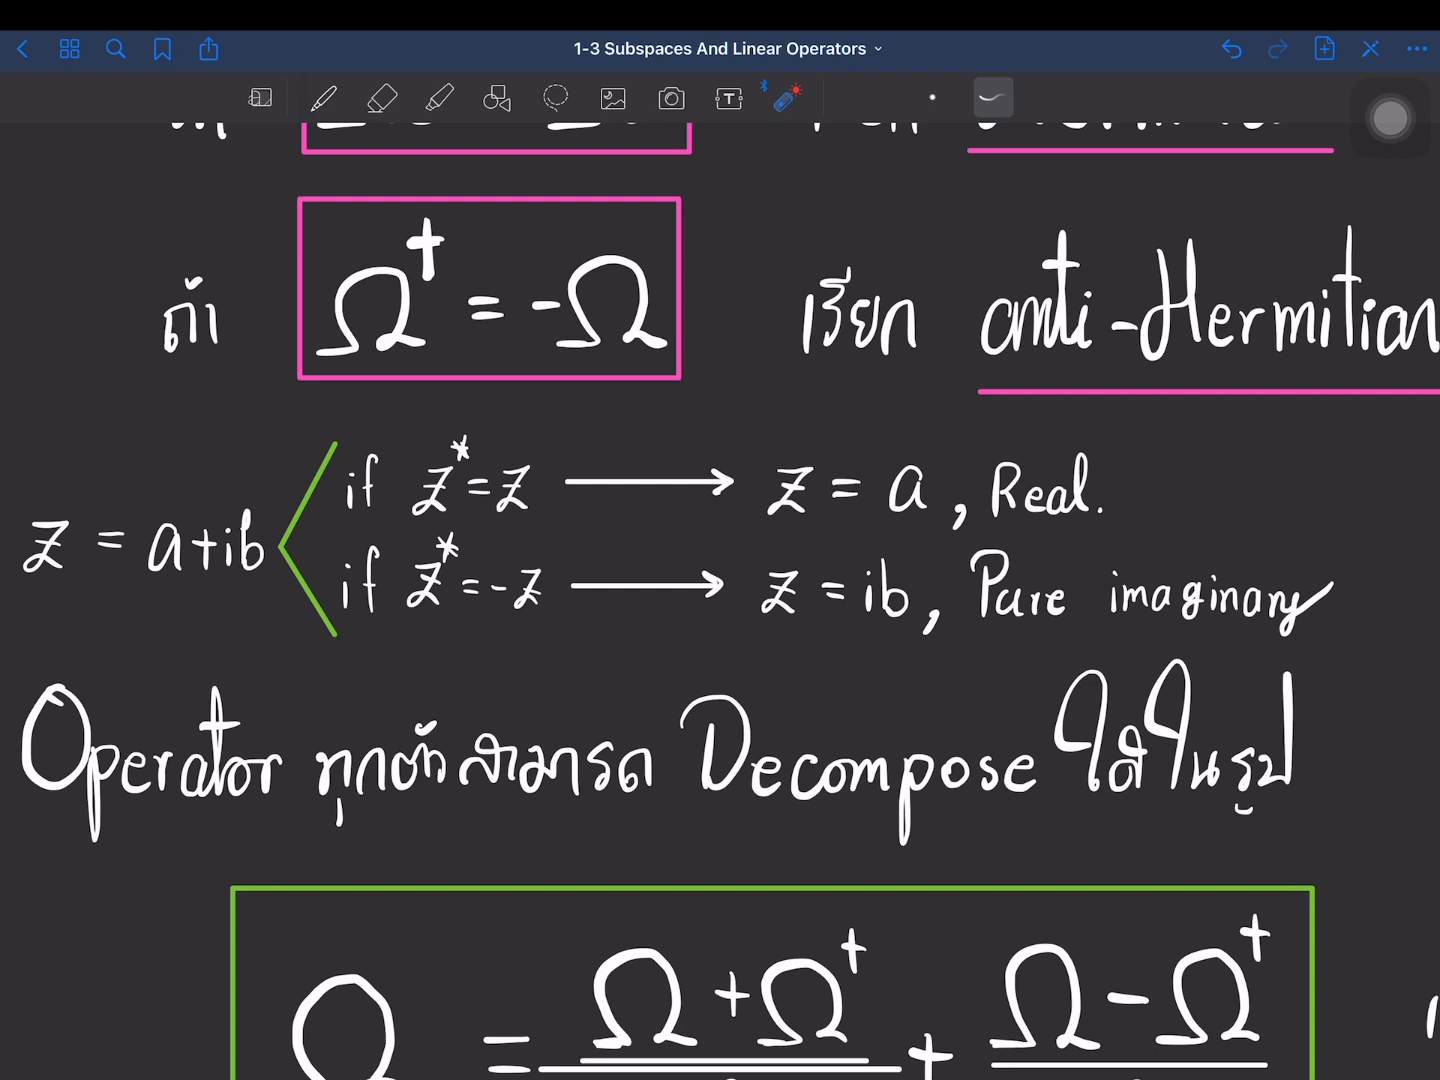 1-3 Subspaces And Linear Operators
T
ถ้า Ω† = -Ω เรียก anti-Hermitian
if z* = z → z = a, Real.
z = a+ib
if z* = -z → z = ib, Pure imaginary
Operator ทุกตัวสามารถ Decompose ได้ในรูป
Ω = Ω + Ω† + Ω - Ω†